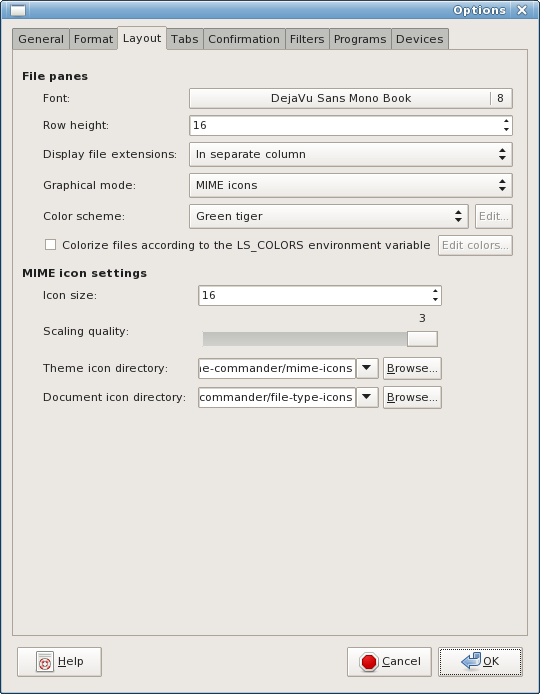 Options
General Format Layout Tabs Confirmation Filters Programs Devices
File panes
Font: DejaVu Sans Mono Book 8
Row height: 16
Display file extensions: In separate column
Graphical mode: MIME icons
Color scheme: Green tiger Edit...
Colorize files according to the LS_COLORS environment variable Edit colors...
MIME icon settings
Icon size: 16
3
Scaling quality:
Theme icon directory: ne-commander/mime-icons Browse...
Document icon directory: commander/file-type-icons Browse...
Help Cancel OK